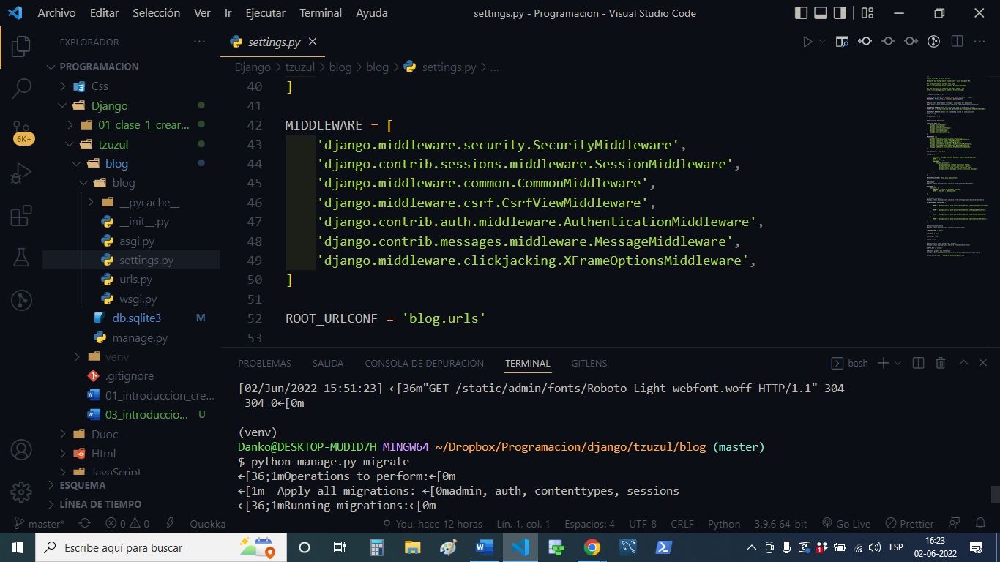 Archivo Editar Selección Ver Ir Ejecutar Terminal Ayuda
settings.py - Programacion - Visual Studio Code
EXPLORADOR
PROGRAMACION
Css
Django
01_clase_1_crear...
tzuzul
blog
blog
__pycache__
__init__.py
asgi.py
settings.py
urls.py
wsgi.py
db.sqlite3 M
manage.py
venv
.gitignore
01_introduccion_cre...
03_introduccio... U
Duoc
Html
JavaScript
ESQUEMA
LÍNEA DE TIEMPO
6K+
settings.py
Django > tzuzul > blog > blog > settings.py > ...
40 ]
41
42 MIDDLEWARE = [
43 'django.middleware.security.SecurityMiddleware',
44 'django.contrib.sessions.middleware.SessionMiddleware',
45 'django.middleware.common.CommonMiddleware',
46 'django.middleware.csrf.CsrfViewMiddleware',
47 'django.contrib.auth.middleware.AuthenticationMiddleware',
48 'django.contrib.messages.middleware.MessageMiddleware',
49 'django.middleware.clickjacking.XFrameOptionsMiddleware',
50 ]
51
52 ROOT_URLCONF = 'blog.urls'
53
PROBLEMAS SALIDA CONSOLA DE DEPURACIÓN TERMINAL GITLENS
bash
[02/Jun/2022 15:51:23] ←[36m"GET /static/admin/fonts/Roboto-Light-webfont.woff HTTP/1.1" 304
304 0←[0m
(venv)
Danko@DESKTOP-MUDID7H MINGW64 ~/Dropbox/Programacion/django/tzuzul/blog (master)
$ python manage.py migrate
←[36;1mOperations to perform:←[0m
←[1m  Apply all migrations: ←[0madmin, auth, contenttypes, sessions
←[36;1mRunning migrations:←[0m
master* 0 0 Quokka You, hace 12 horas Lín. 1, col. 1 Espacios: 4 UTF-8 CRLF Python 3.9.6 64-bit Go Live Prettier
Escribe aquí para buscar
1
ESP
16:23
02-06-2022